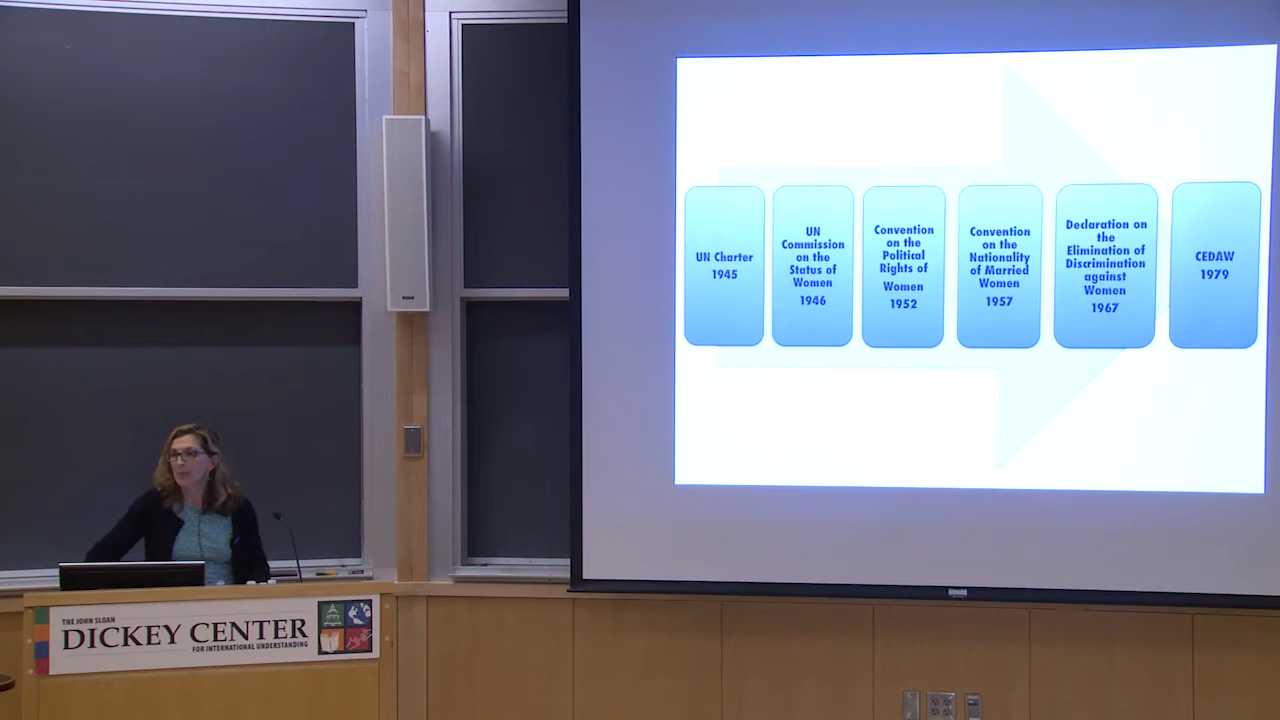 UN Charter
1945
UN
Commission
on the
Status of
Women
1946
Convention
on the
Political
Rights of
Women
1952
Convention
on the
Nationality
of Married
Women
1957
Declaration on
the
Elimination of
Discrimination
against
Women
1967
CEDAW
1979
THE JOHN SLOAN
DICKEY CENTER
FOR INTERNATIONAL UNDERSTANDING